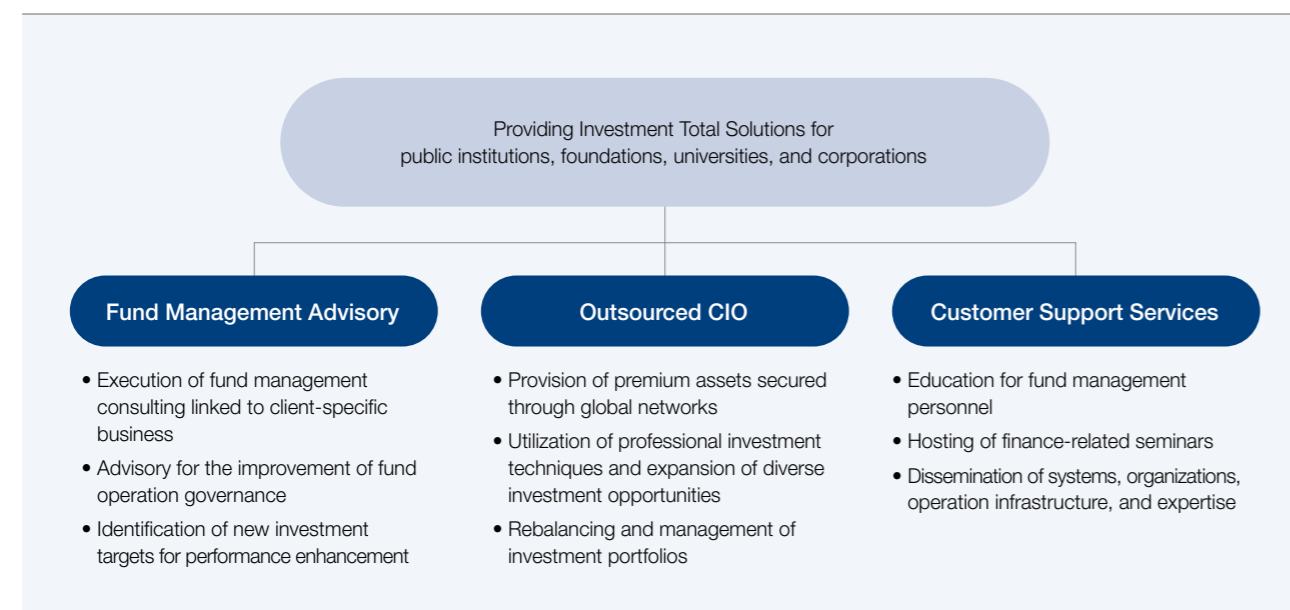 Providing Investment Total Solutions for
public institutions, foundations, universities, and corporations
Fund Management Advisory
• Execution of fund management
consulting linked to client-specific
business
• Advisory for the improvement of fund
operation governance
• Identification of new investment
targets for performance enhancement
Outsourced CIO
• Provision of premium assets secured
through global networks
• Utilization of professional investment
techniques and expansion of diverse
investment opportunities
• Rebalancing and management of
investment portfolios
Customer Support Services
• Education for fund management
personnel
• Hosting of finance-related seminars
• Dissemination of systems, organizations,
operation infrastructure, and expertise